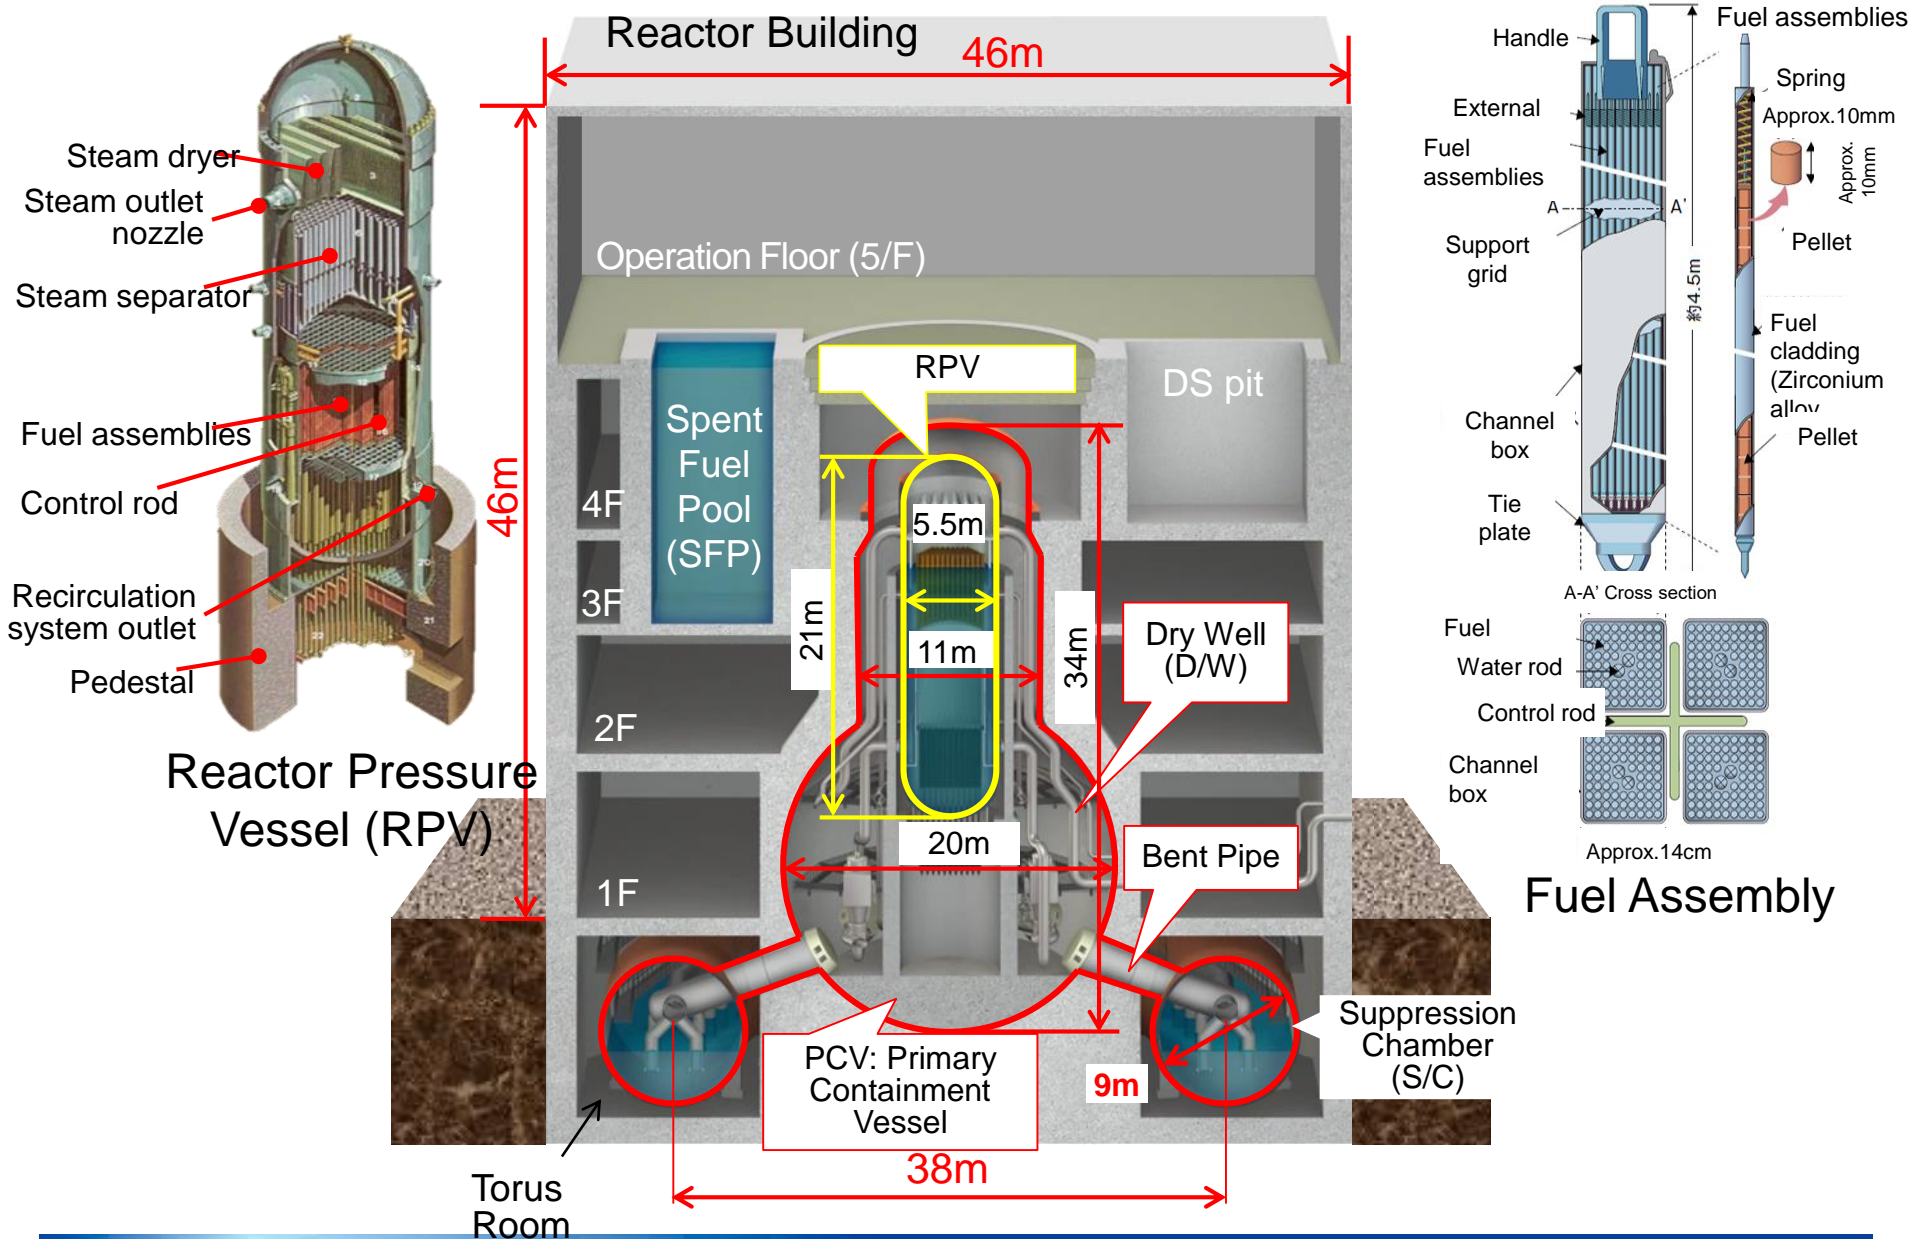 Reactor Building
46m
46m
Steam dryer
Steam outlet
nozzle
Steam separator
Fuel assemblies
Control rod
Recirculation
system outlet
Pedestal
Reactor Pressure
Vessel (RPV)
Operation Floor (5/F)
RPV
DS pit
Spent
Fuel
Pool
(SFP)
4F
3F
2F
1F
5.5m
21m
11m
34m
20m
Dry Well
(D/W)
Bent Pipe
PCV: Primary
Containment
Vessel
9m
Suppression
Chamber
(S/C)
38m
Torus
Room
Fuel assemblies
Handle
Spring
External
Approx.10mm
Fuel
assemblies
Approx.
10mm
A
A'
Pellet
Support
grid
約4.5m
Fuel
cladding
(Zirconium
alloy
Channel
box
Pellet
Tie
plate
A-A' Cross section
Fuel
Water rod
Control rod
Channel
box
Approx.14cm
Fuel Assembly